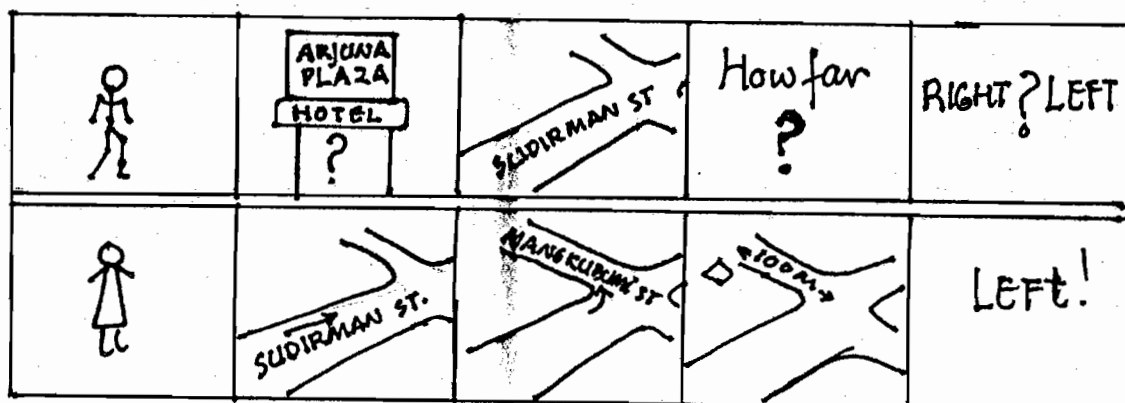 ARJUNA
PLAZA
HOTEL
?
SUDIRMAN ST
How far
?
RIGHT? LEFT
SUDIRMAN ST.
MANGKUBUMI ST
100 m
LEFt!